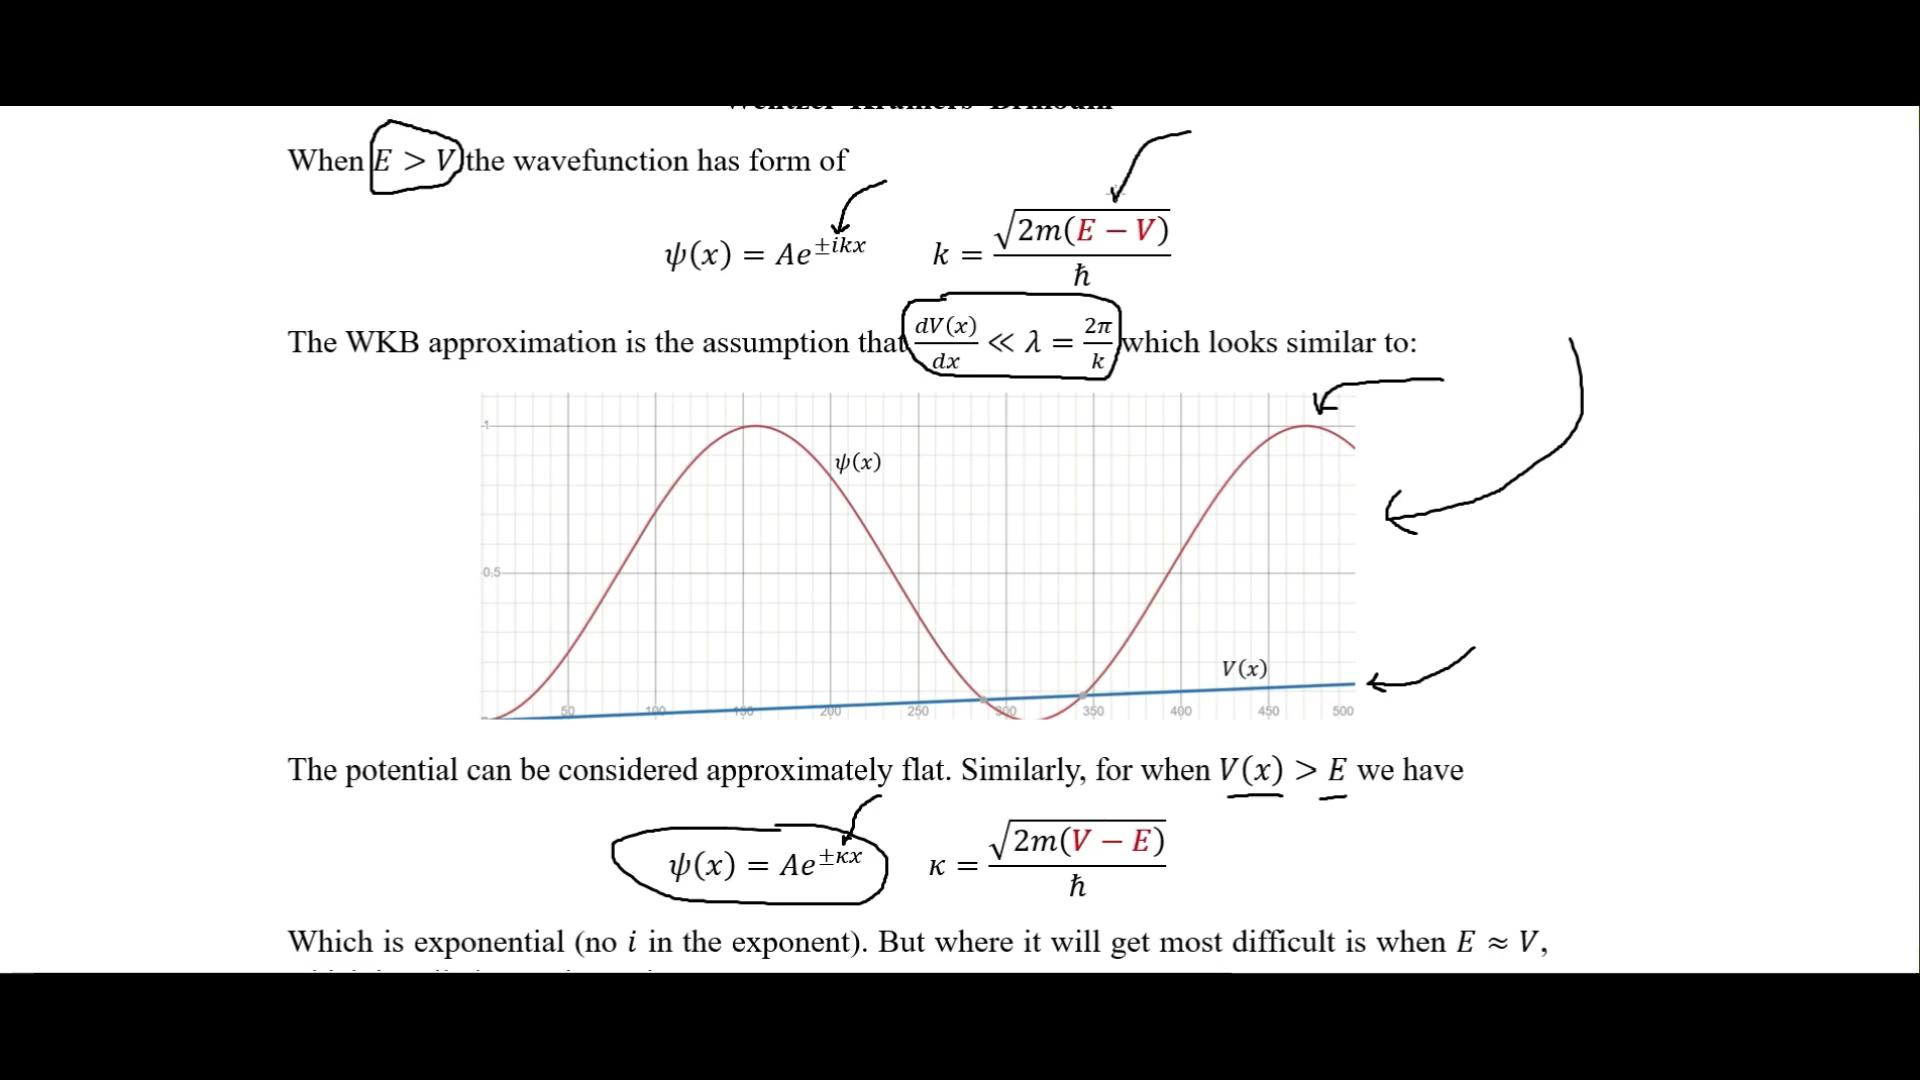 When E > V the wavefunction has form of
ψ(x) = Ae^{±ikx} k = √(2m(E − V)) / ħ
The WKB approximation is the assumption that dV(x)/dx ≪ λ = 2π/k which looks similar to:
1
ψ(x)
0.5
V(x)
50 100 150 200 250 300 350 400 450 500
The potential can be considered approximately flat. Similarly, for when V(x) > E we have
ψ(x) = Ae^{±κx} κ = √(2m(V − E)) / ħ
Which is exponential (no i in the exponent). But where it will get most difficult is when E ≈ V,